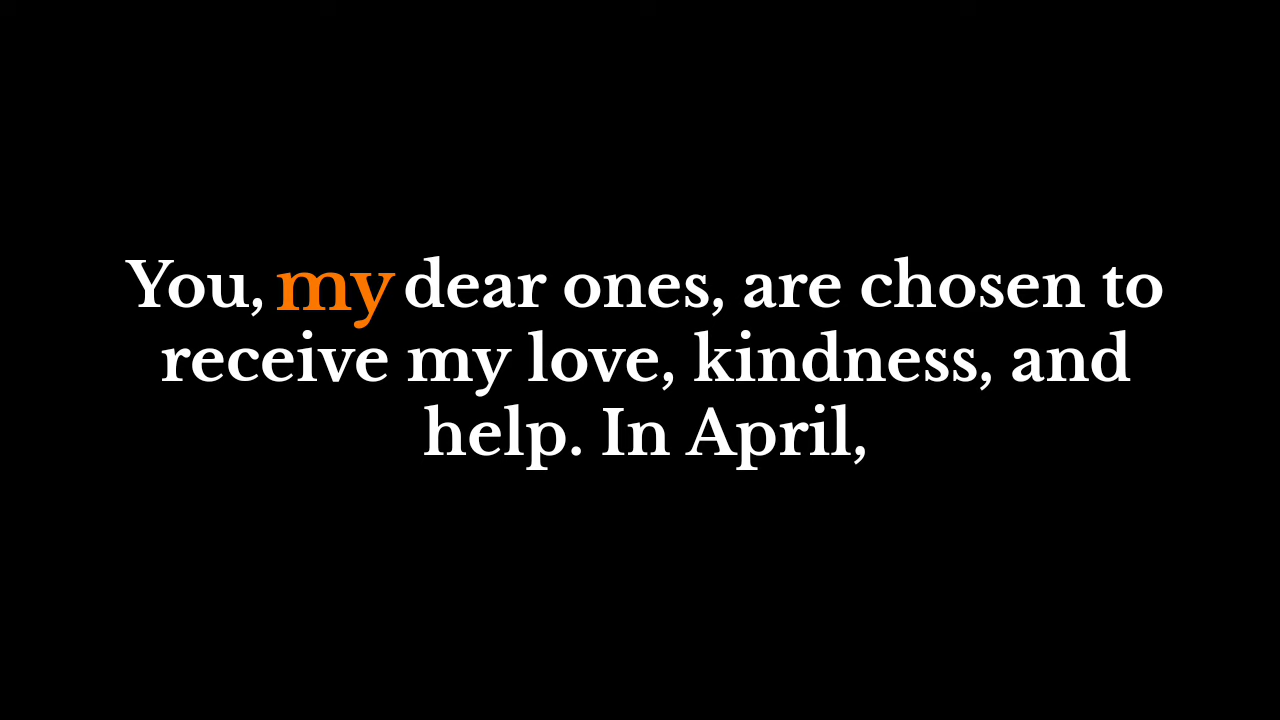 You, my dear ones, are chosen to
receive my love, kindness, and
help. In April,